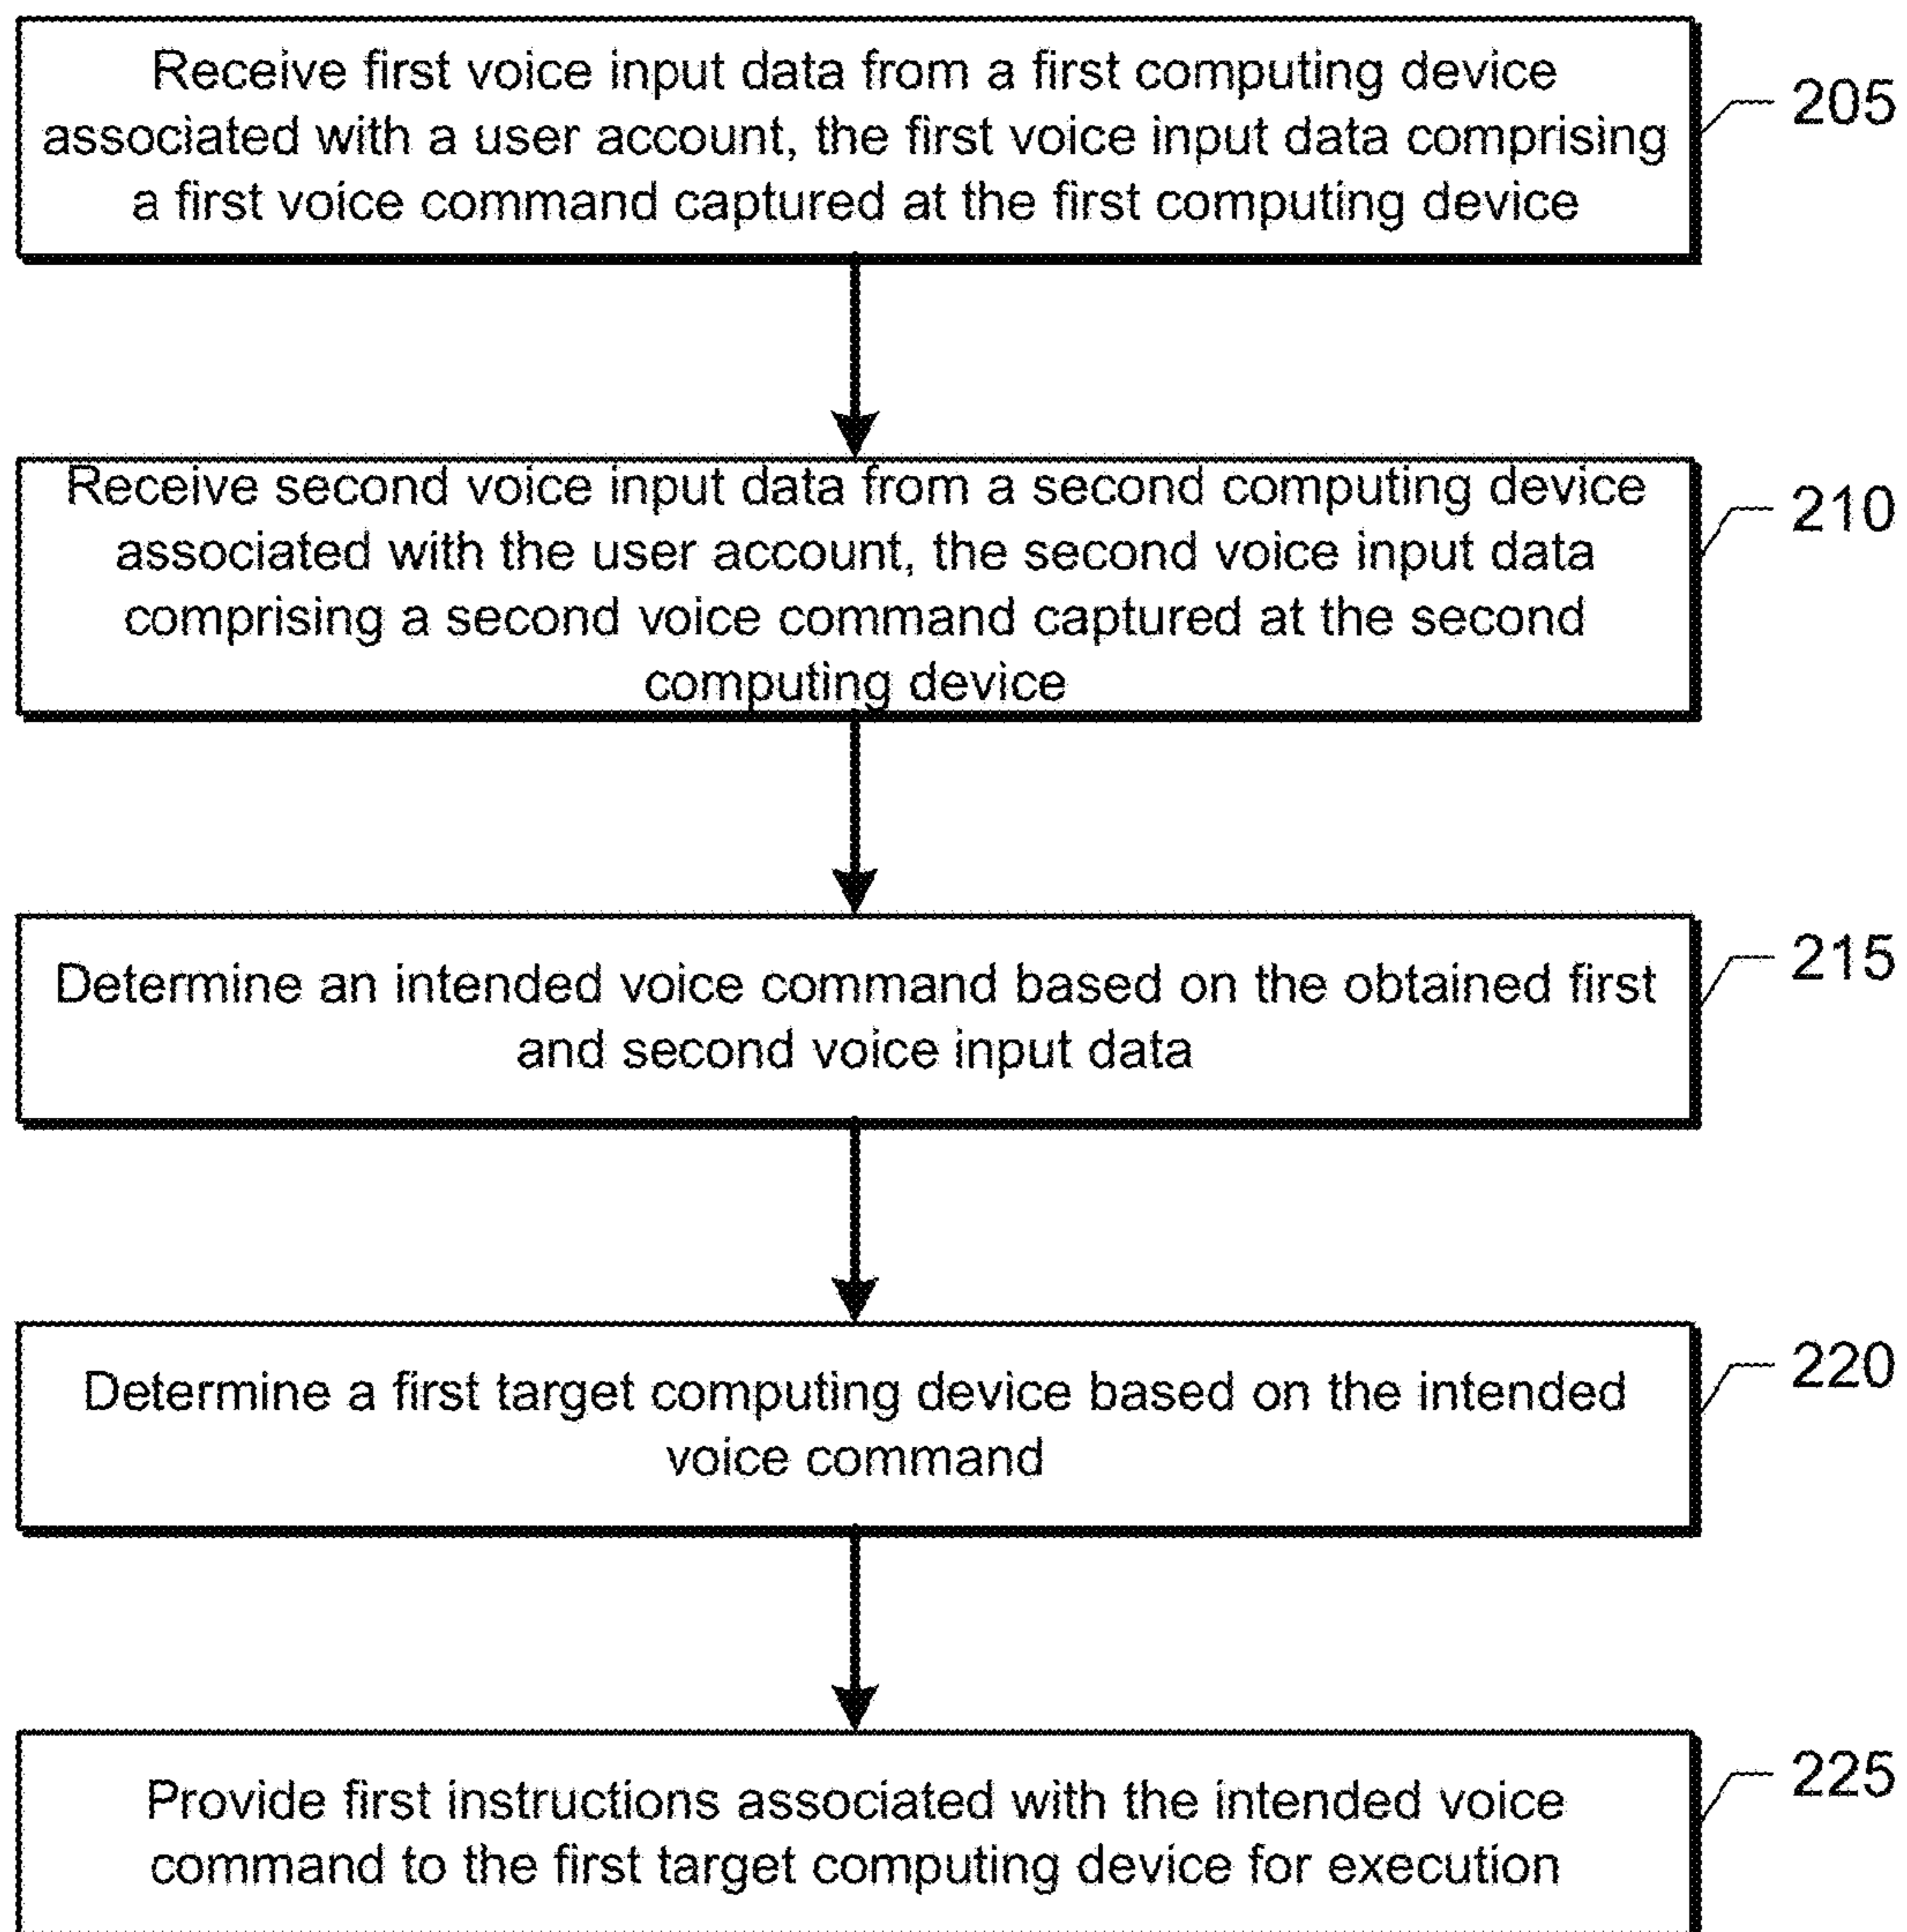 Receive first voice input data from a first computing device
associated with a user account, the first voice input data comprising
a first voice command captured at the first computing device
205
Receive second voice input data from a second computing device
associated with the user account, the second voice input data
comprising a second voice command captured at the second
computing device
210
Determine an intended voice command based on the obtained first
and second voice input data
215
Determine a first target computing device based on the intended
voice command
220
Provide first instructions associated with the intended voice
command to the first target computing device for execution
225